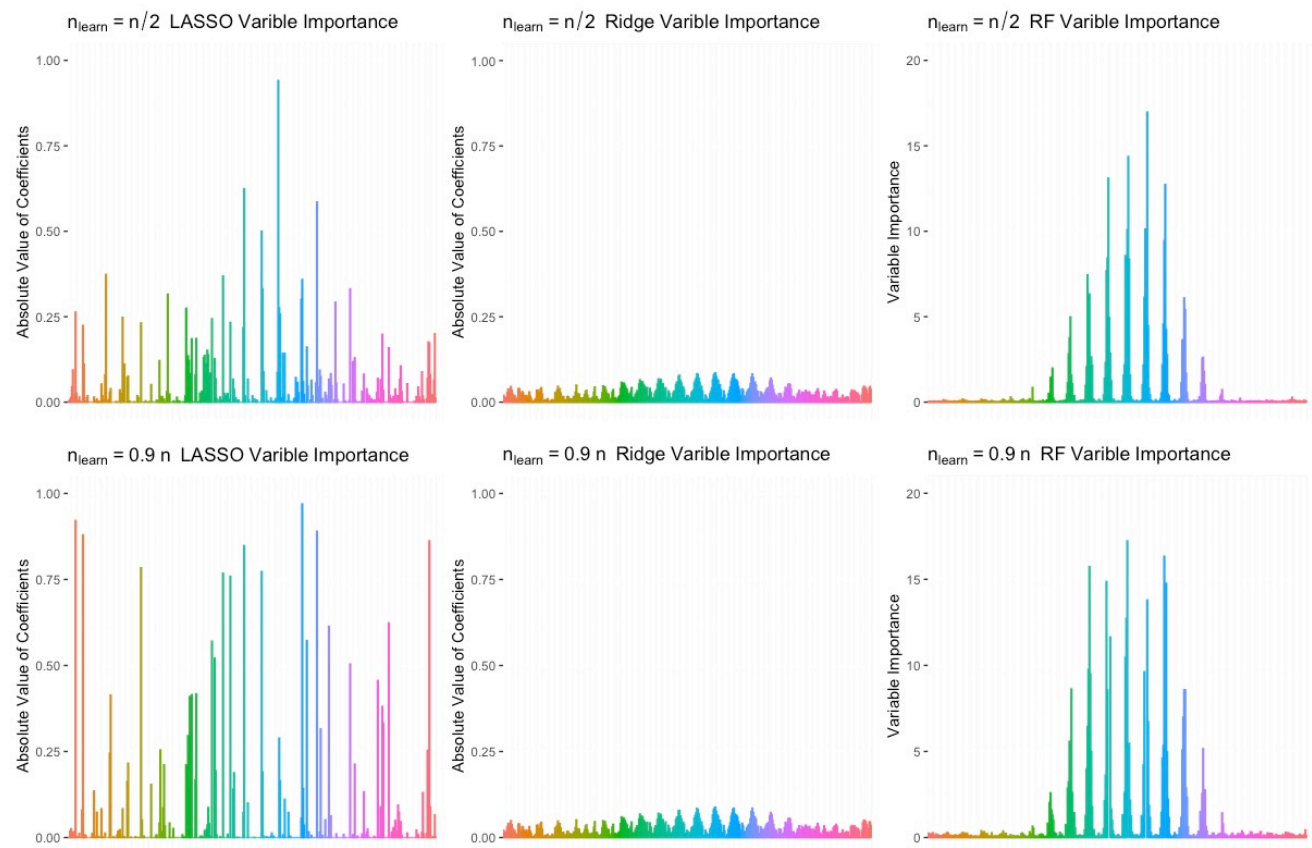 n_learn = n/2 LASSO Varible Importance
n_learn = n/2 Ridge Varible Importance
n_learn = n/2 RF Varible Importance
Absolute Value of Coefficients
1.00
0.75
0.50
0.25
0.00
Absolute Value of Coefficients
1.00
0.75
0.50
0.25
0.00
Variable Importance
20
15
10
5
0
n_learn = 0.9 n LASSO Varible Importance
n_learn = 0.9 n Ridge Varible Importance
n_learn = 0.9 n RF Varible Importance
Absolute Value of Coefficients
1.00
0.75
0.50
0.25
0.00
Absolute Value of Coefficients
1.00
0.75
0.50
0.25
0.00
Variable Importance
20
15
10
5
0